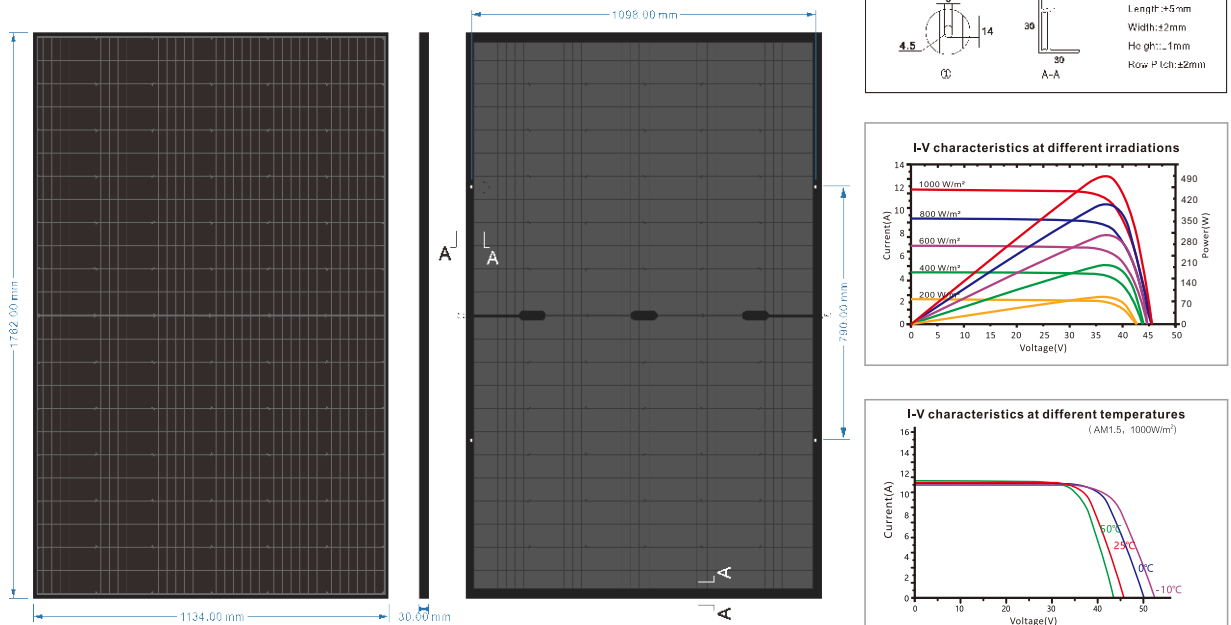 1098.00 mm
1782.00 mm
1134.00 mm
30.00 mm
790.00 mm
A
A
A
A
4.5
14
30
30
A-A
Length:±5mm
Width:±2mm
±2mm
I-V characteristics at different irradiations
Current(A)
14
12
10
8
6
4
2
0
1000 W/m²
800 W/m²
600 W/m²
400 W/m²
200 W/m²
490
420
350
280
210
140
70
0
Power(W)
0 5 10 15 20 25 30 35 40 45 50
Voltage(V)
I-V characteristics at different temperatures
(AM1.5, 1000W/m²)
Current(A)
16
14
12
10
8
6
4
2
0
50℃
25℃
0℃
-10℃
0 10 20 30 40 50 60
Voltage(V)